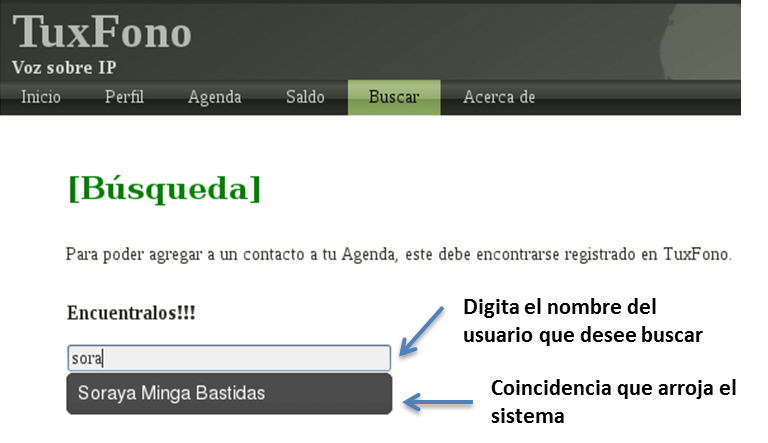 TuxFono
Voz sobre IP
Inicio Perfil Agenda Saldo Buscar Acerca de
[Búsqueda]
Para poder agregar a un contacto a tu Agenda, este debe encontrarse registrado en TuxFono.
Encuentralos!!!
Digita el nombre del
usuario que desee buscar
sora
Soraya Minga Bastidas
Coincidencia que arroja el
sistema